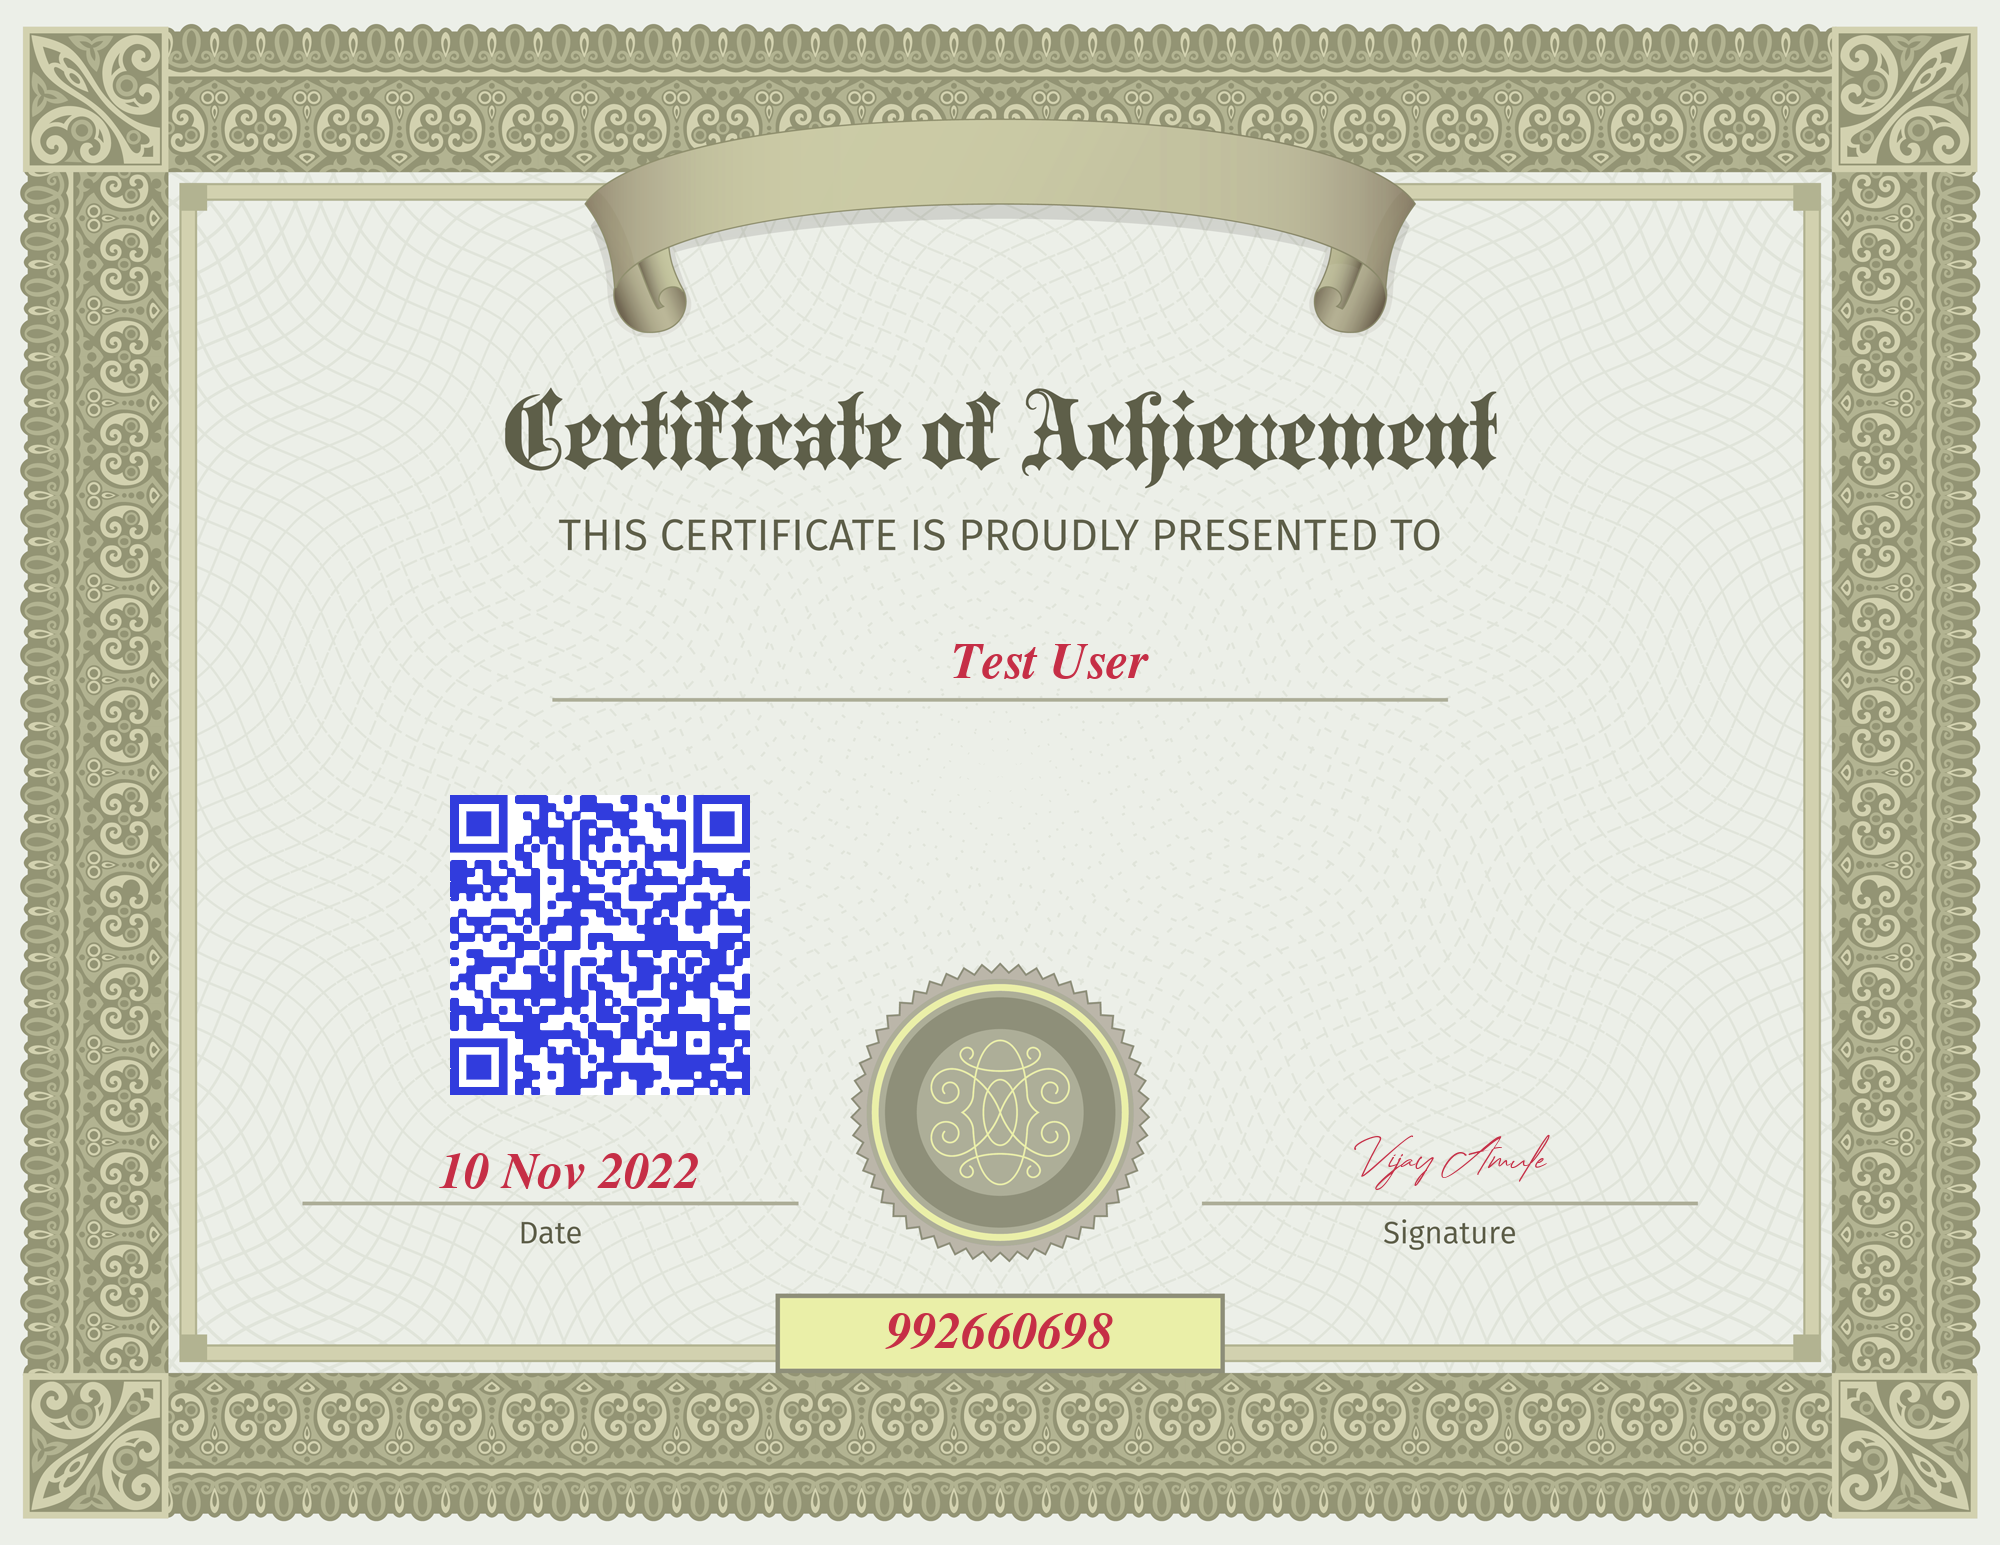 Certificate of Achievement
THIS CERTIFICATE IS PROUDLY PRESENTED TO
Test User
10 Nov 2022
Date
Vijay Amule
Signature
992660698